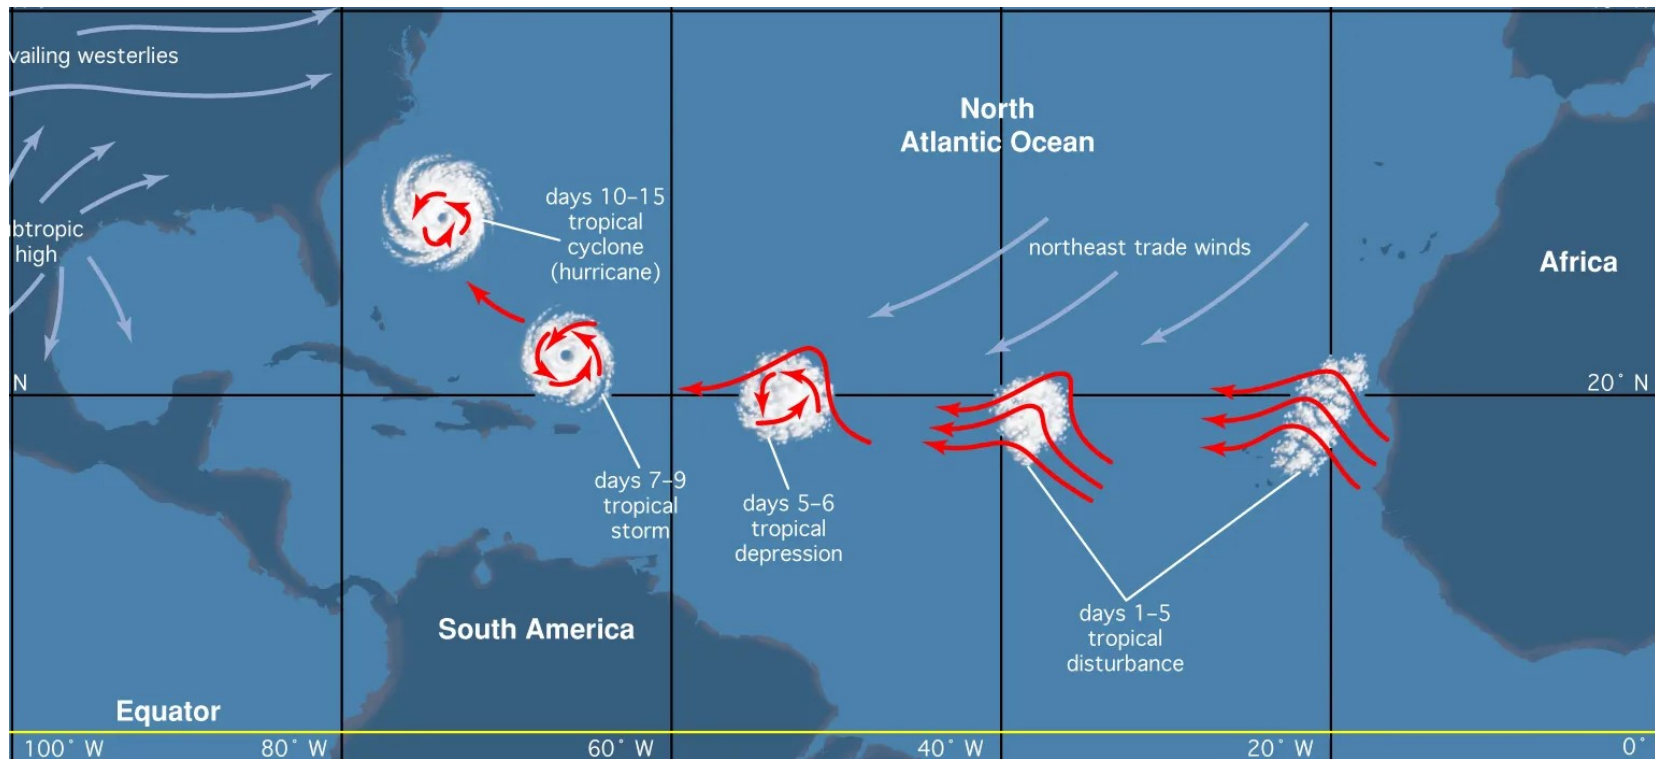 vailing westerlies
North
Atlantic Ocean
days 10–15
tropical
cyclone
(hurricane)
btropic
high
northeast trade winds
Africa
N
20° N
days 7–9
tropical
storm
days 5–6
tropical
depression
days 1–5
tropical
disturbance
South America
Equator
100° W
80° W
60° W
40° W
20° W
0°